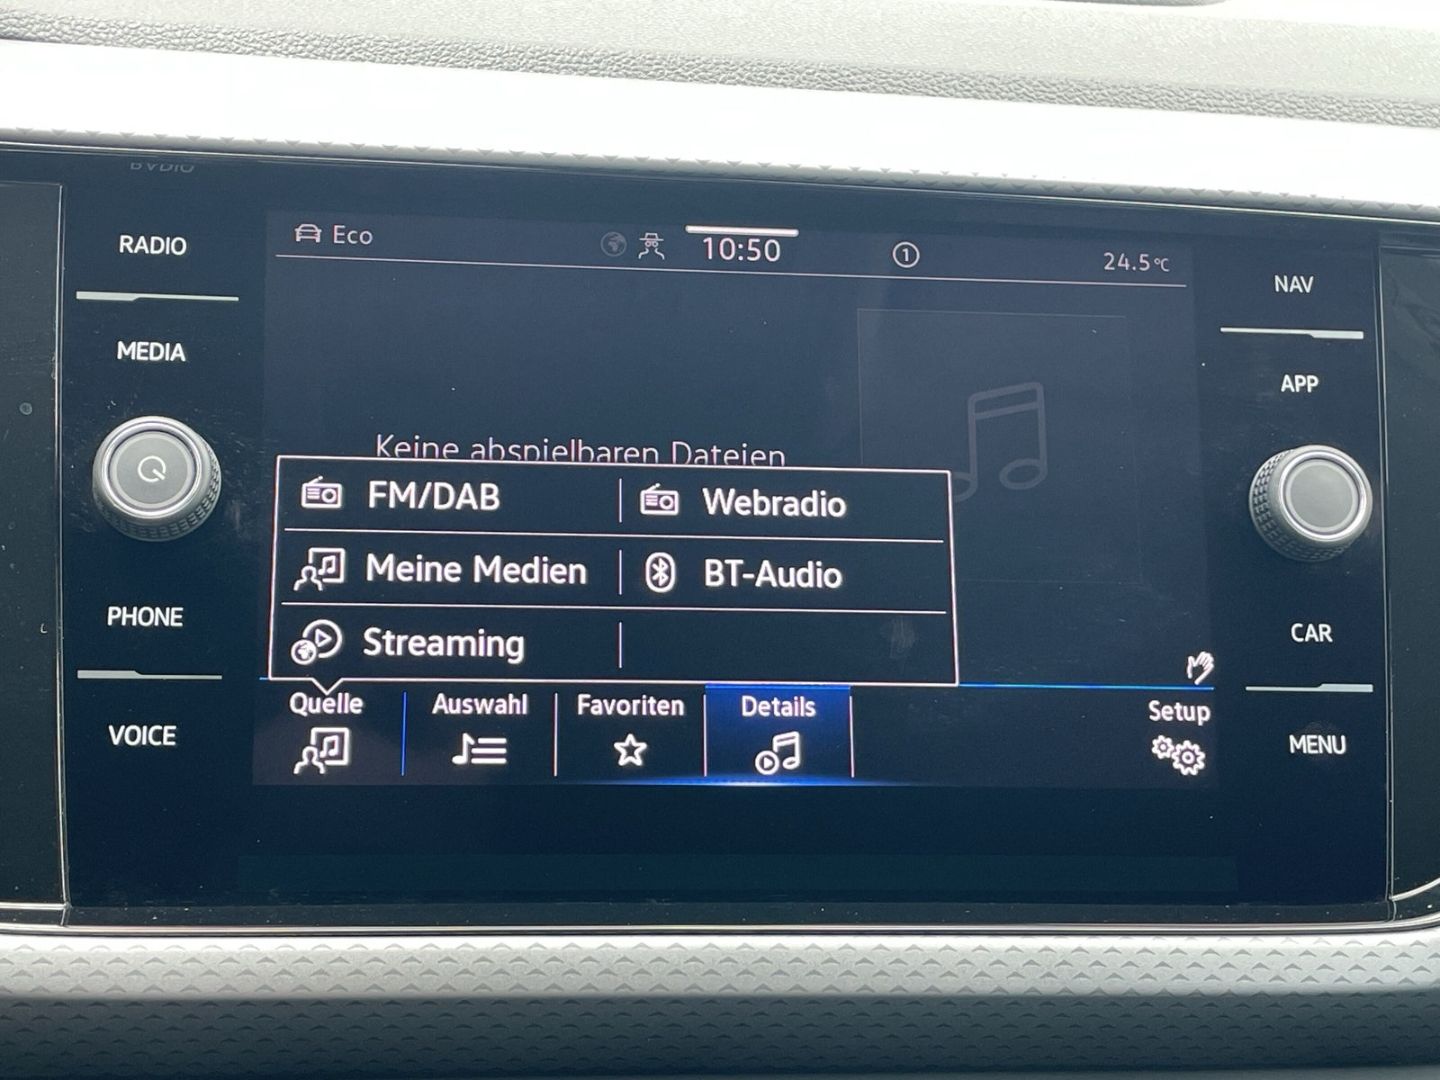 RADIO
MEDIA
PHONE
VOICE
Eco
10:50
1
24.5°C
Keine abspielbaren Dateien
FM/DAB
Webradio
Meine Medien
BT-Audio
Streaming
Quelle
Auswahl
Favoriten
Details
Setup
NAV
APP
CAR
MENU